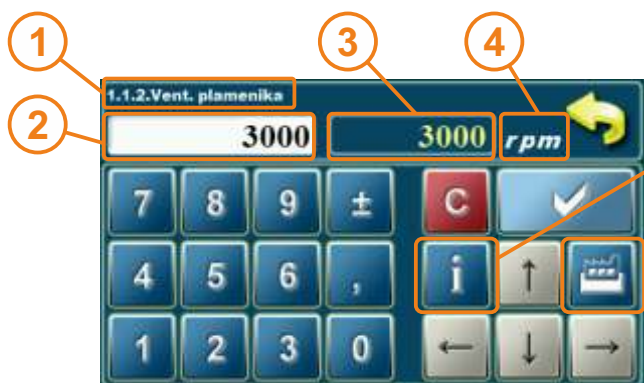 1 3 4
1.1.2.Vent. plamenika
2 3000 3000 rpm
7 8 9 ± C
4 5 6 , i ↑
1 2 3 0 ← ↓ →